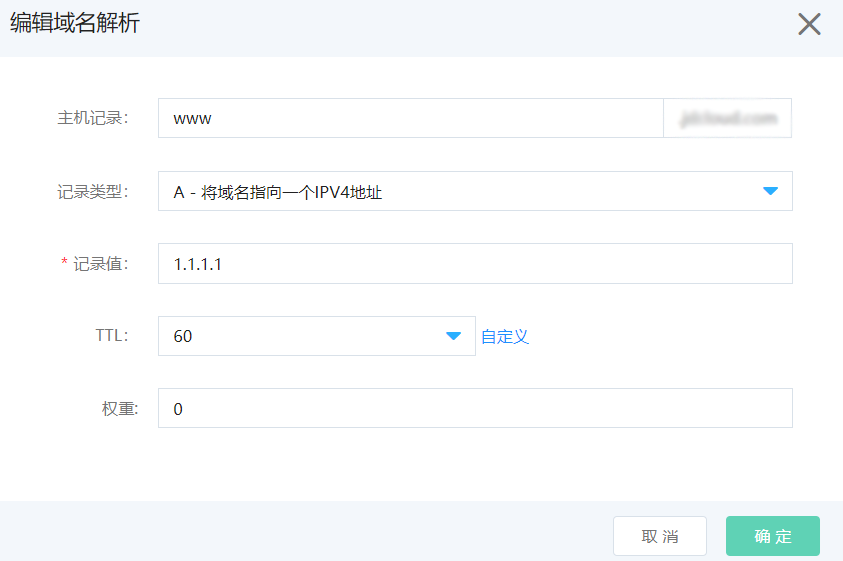 编辑域名解析
主机记录： www
记录类型： A - 将域名指向一个IPV4地址
* 记录值： 1.1.1.1
TTL： 60 自定义
权重: 0
取 消 确 定